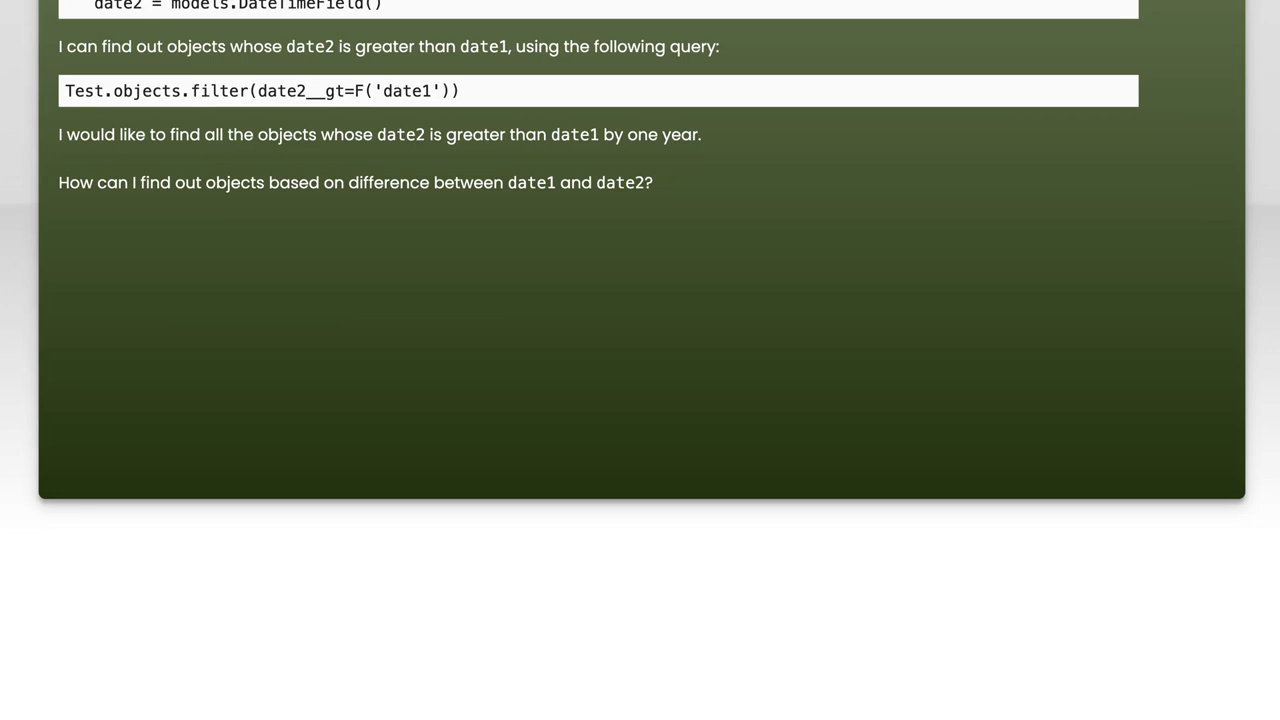 date2 = models.DateTimeField()
I can find out objects whose date2 is greater than date1, using the following query:
Test.objects.filter(date2__gt=F('date1'))
I would like to find all the objects whose date2 is greater than date1 by one year.
How can I find out objects based on difference between date1 and date2?